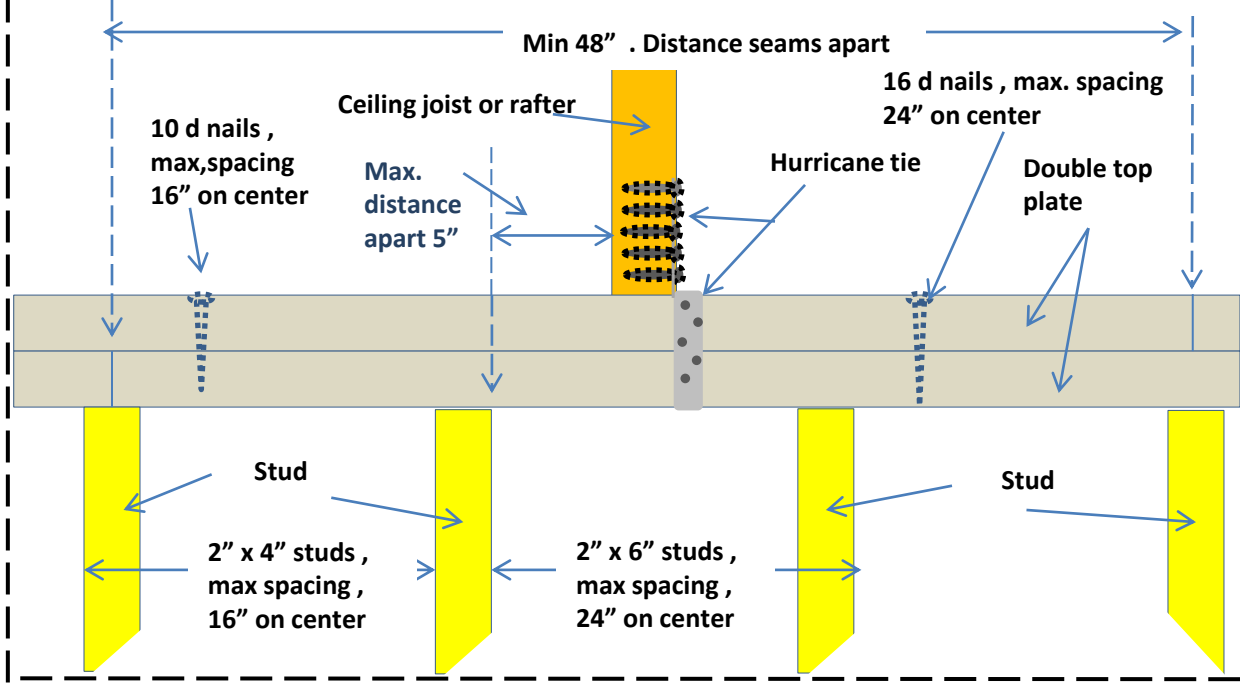 Min 48” . Distance seams apart
Ceiling joist or rafter
16 d nails , max. spacing
24” on center
10 d nails ,
max,spacing
16” on center
Max.
distance
apart 5”
Hurricane tie
Double top
plate
Stud
Stud
2” x 4” studs ,
max spacing ,
16” on center
2” x 6” studs ,
max spacing ,
24” on center